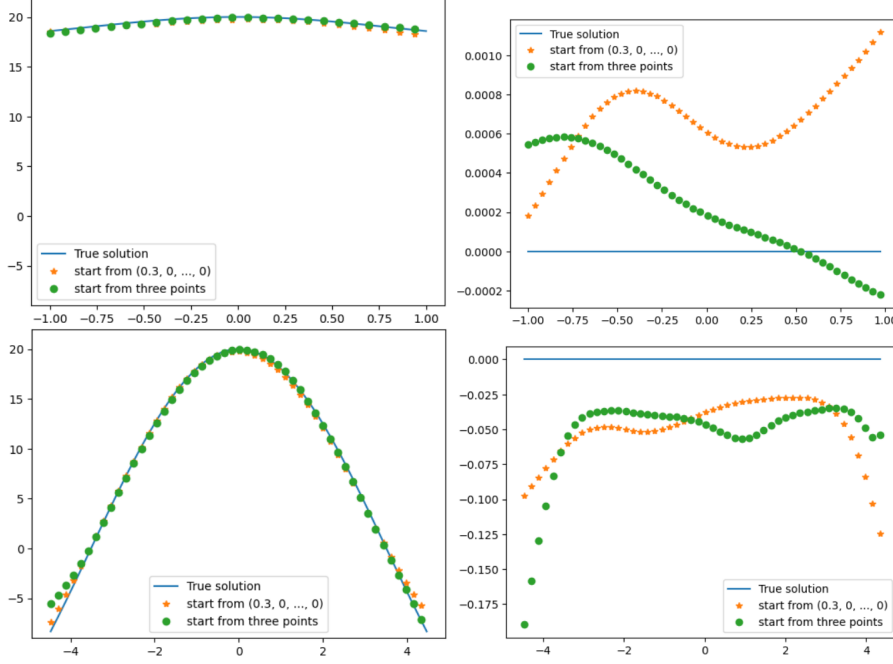 20
15
10
5
0
−5
True solution
start from (0.3, 0, ..., 0)
start from three points
−1.00 −0.75 −0.50 −0.25 0.00 0.25 0.50 0.75 1.00
True solution
start from (0.3, 0, ..., 0)
start from three points
0.0010
0.0008
0.0006
0.0004
0.0002
0.0000
−0.0002
−1.00 −0.75 −0.50 −0.25 0.00 0.25 0.50 0.75 1.00
20
15
10
5
0
−5
True solution
start from (0.3, 0, ..., 0)
start from three points
−4 −2 0 2 4
0.000
−0.025
−0.050
−0.075
−0.100
−0.125
−0.150
−0.175
True solution
start from (0.3, 0, ..., 0)
start from three points
−4 −2 0 2 4